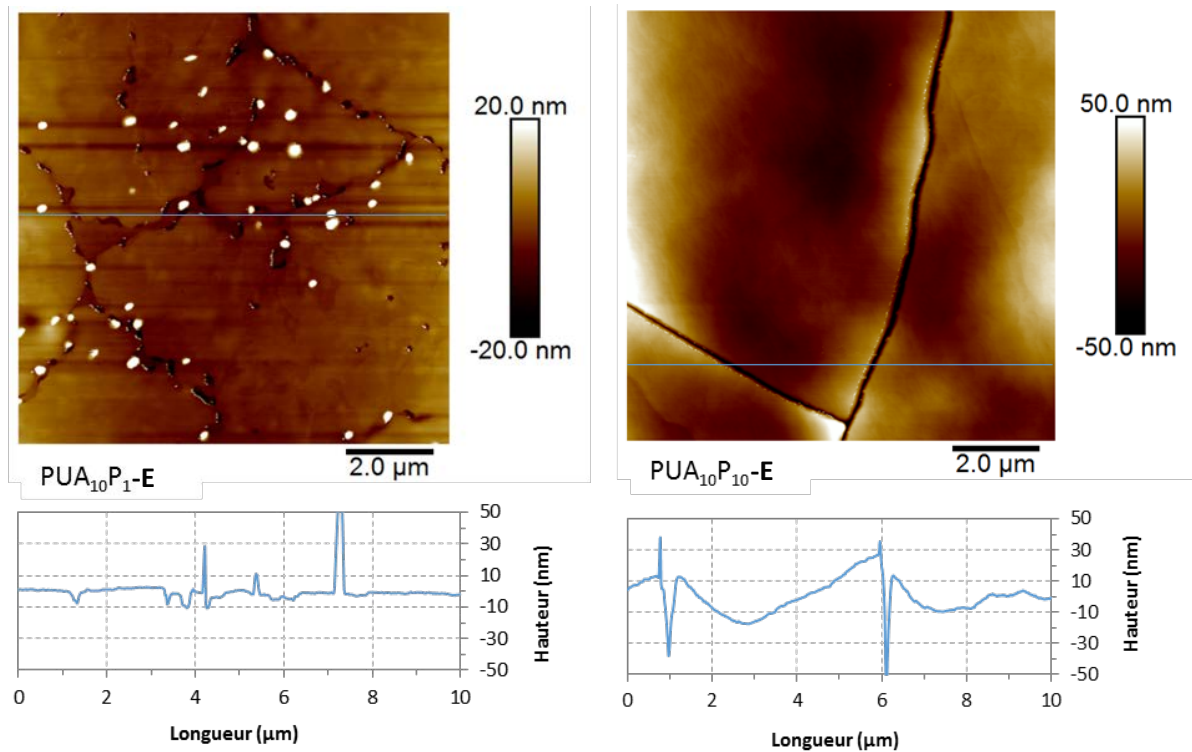 20.0 nm
-20.0 nm
2.0 µm
PUA₁₀P₁-E
50.0 nm
-50.0 nm
2.0 µm
PUA₁₀P₁₀-E
50
30
10
-10
-30
-50
Hauteur (nm)
0 2 4 6 8 10
Longueur (µm)
50
30
10
-10
-30
-50
Hauteur (nm)
0 2 4 6 8 10
Longueur (µm)